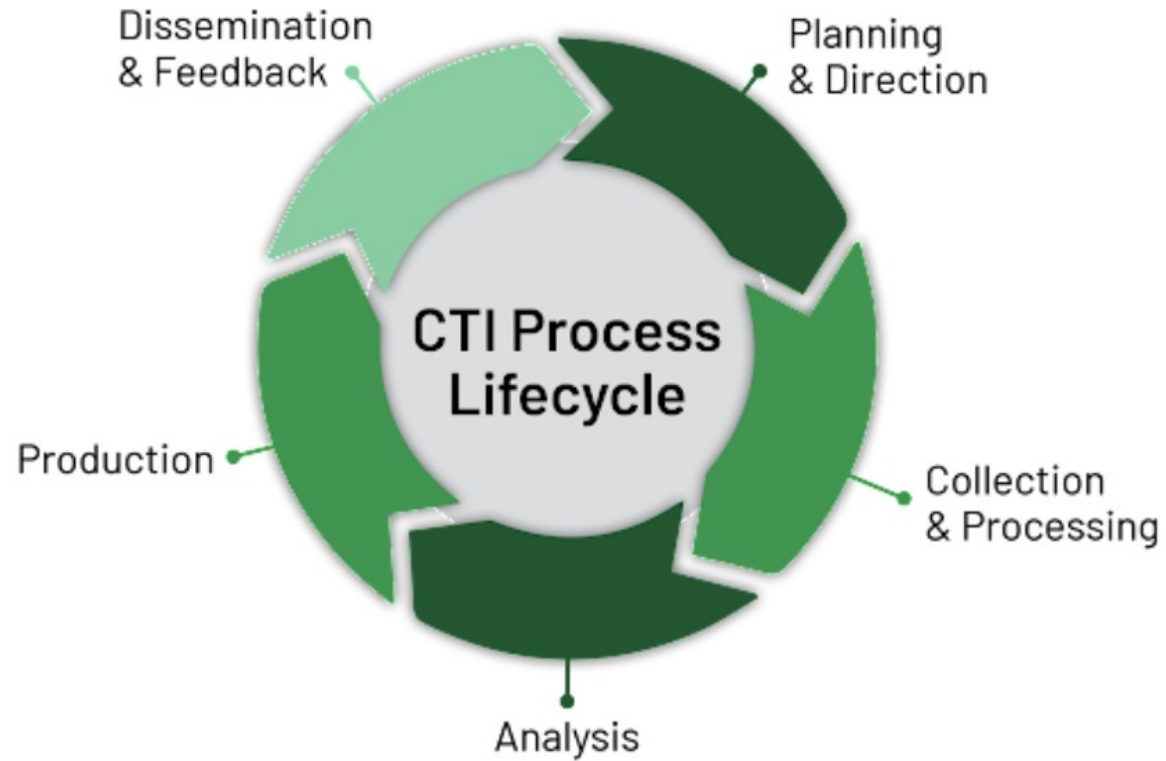 Dissemination
& Feedback
Planning
& Direction
CTI Process
Lifecycle
Production
Collection
& Processing
Analysis